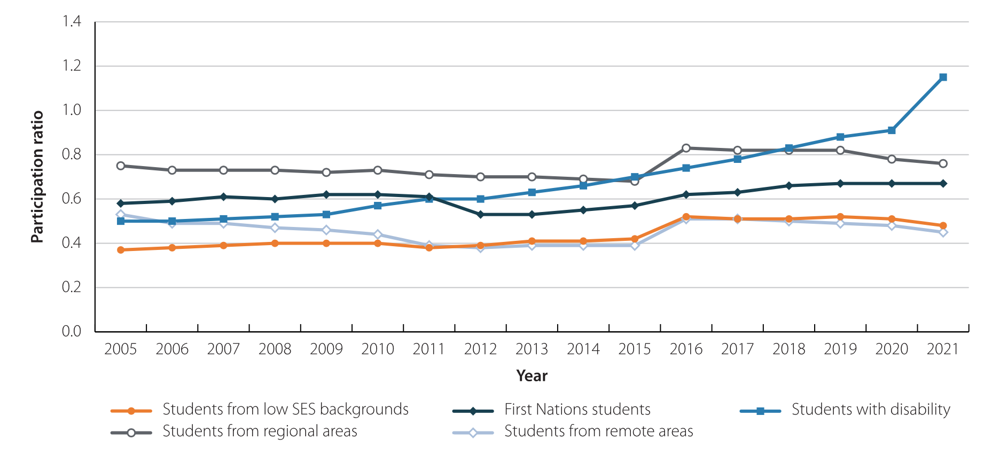 1.4
1.2
1.0
0.8
0.6
0.4
0.2
0.0
Participation ratio
2005 2006 2007 2008 2009 2010 2011 2012 2013 2014 2015 2016 2017 2018 2019 2020 2021
Year
Students from low SES backgrounds First Nations students Students with disability
Students from regional areas Students from remote areas